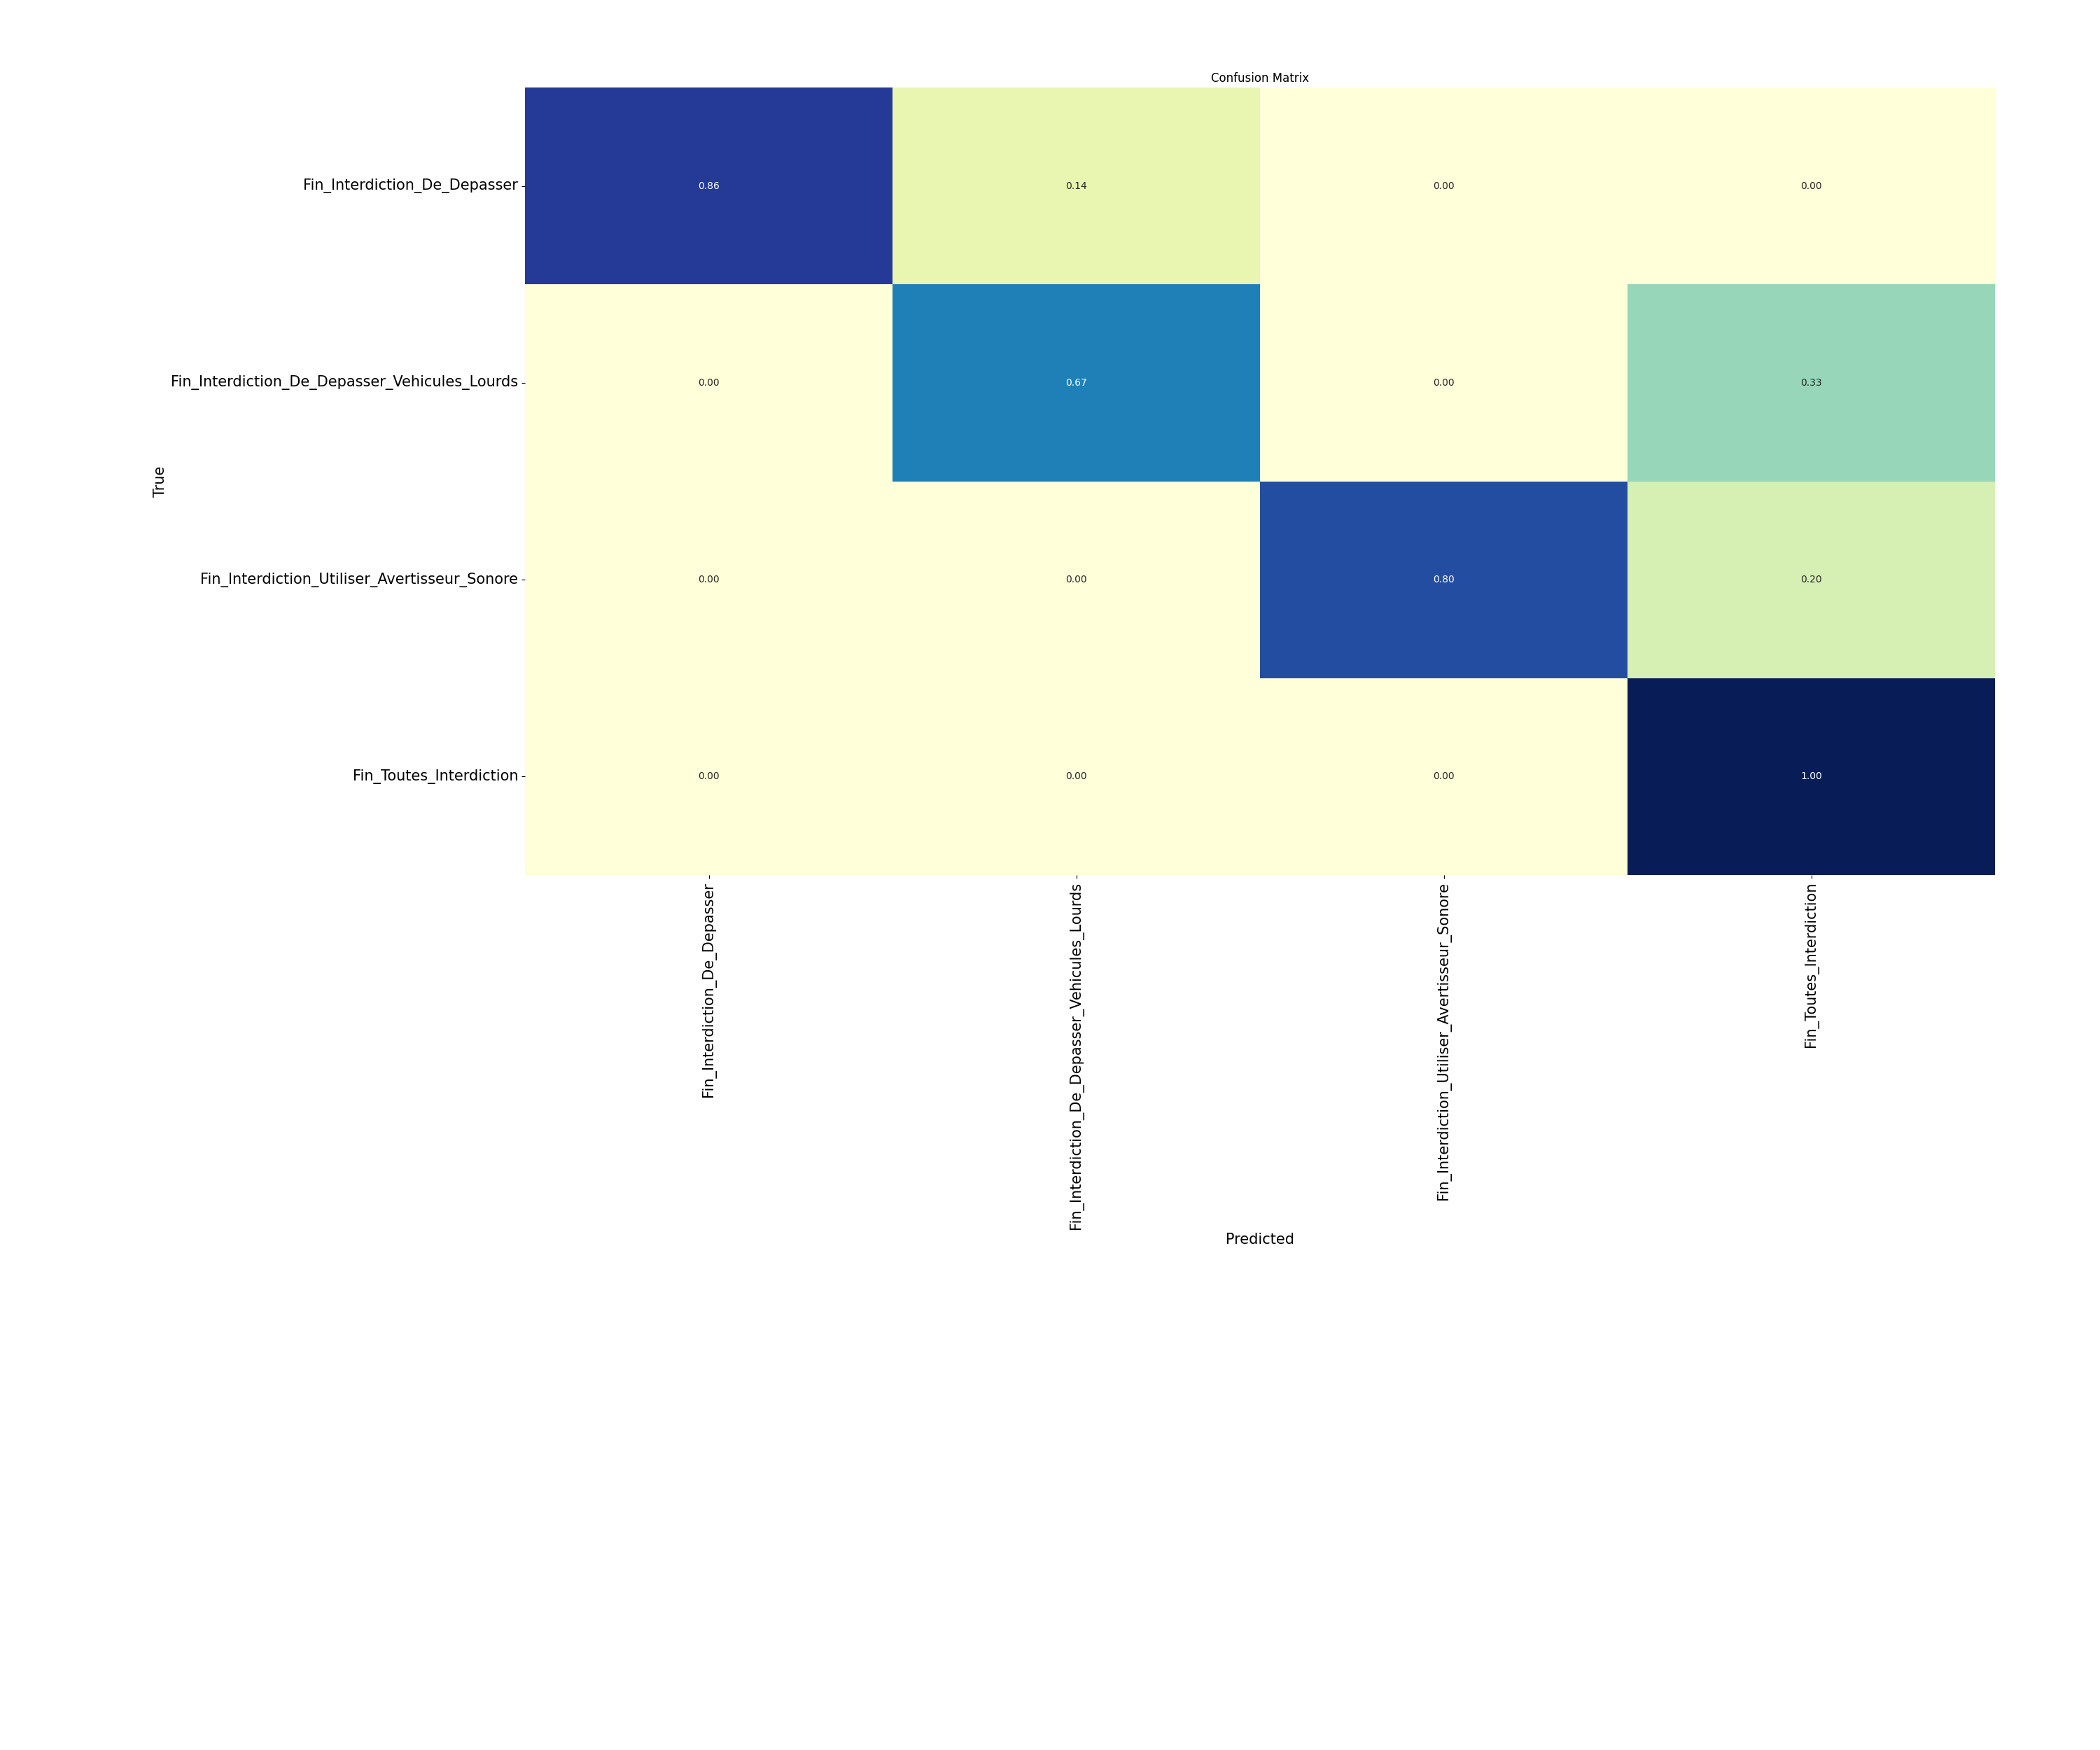 Confusion Matrix
Fin_Interdiction_De_Depasser
0.86
0.14
0.00
0.00
Fin_Interdiction_De_Depasser_Vehicules_Lourds
0.00
0.67
0.00
0.33
True
Fin_Interdiction_Utiliser_Avertisseur_Sonore
0.00
0.00
0.80
0.20
Fin_Toutes_Interdiction
0.00
0.00
0.00
1.00
Fin_Interdiction_De_Depasser
Fin_Interdiction_De_Depasser_Vehicules_Lourds
Fin_Interdiction_Utiliser_Avertisseur_Sonore
Fin_Toutes_Interdiction
Predicted